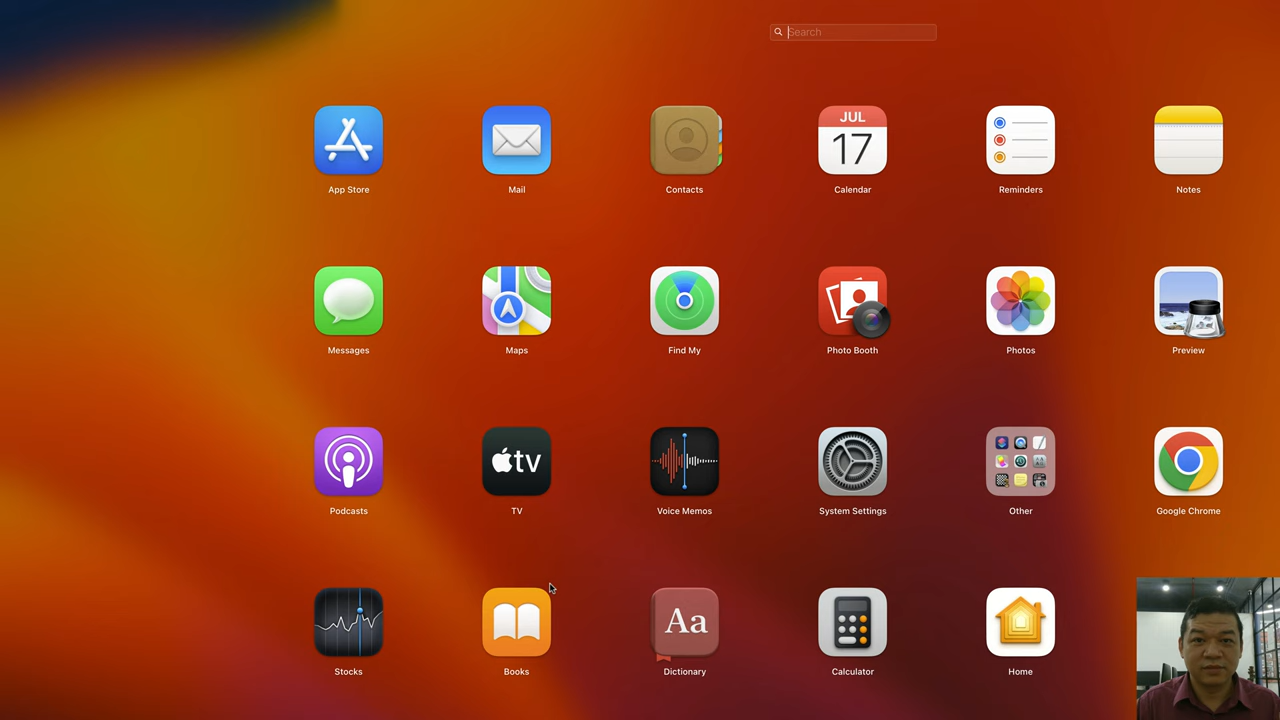 Search
JUL
17
App Store
Mail
Contacts
Calendar
Reminders
Notes
Messages
Maps
Find My
Photo Booth
Photos
Preview
tv
Podcasts
TV
Voice Memos
System Settings
Other
Google Chrome
Aa
Stocks
Books
Dictionary
Calculator
Home